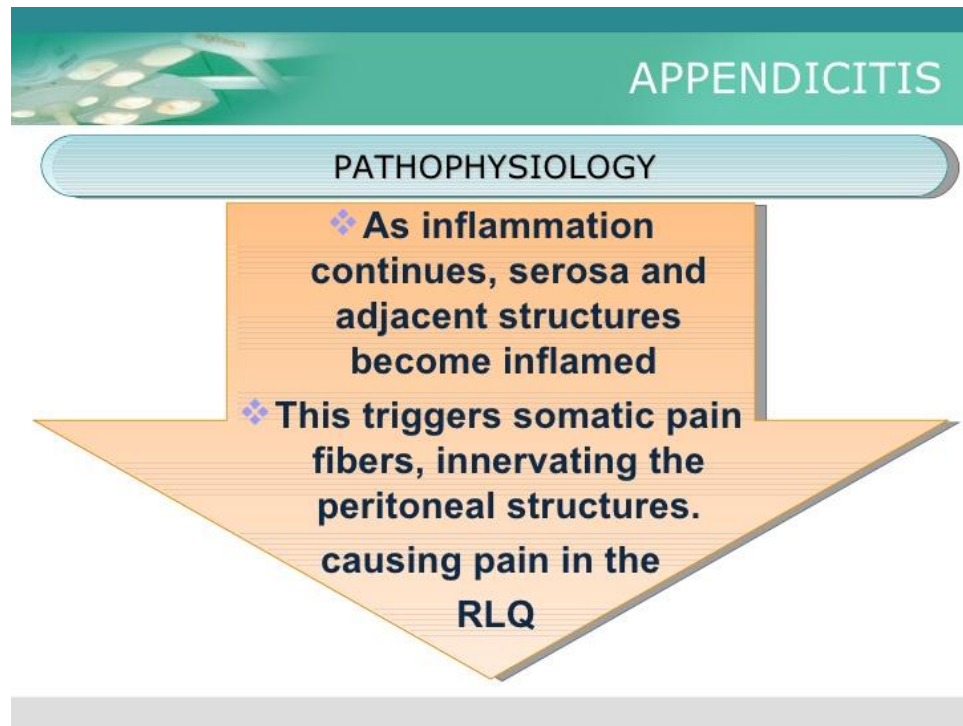 APPENDICITIS
PATHOPHYSIOLOGY
❖ As inflammation
continues, serosa and
adjacent structures
become inflamed
❖ This triggers somatic pain
fibers, innervating the
peritoneal structures.
causing pain in the
RLQ